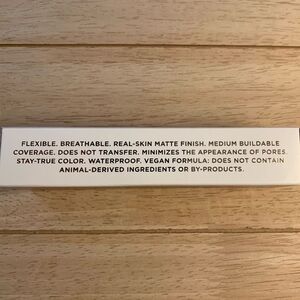 FLEXIBLE. BREATHABLE. REAL-SKIN MATTE FINISH. MEDIUM BUILDABLE
COVERAGE. DOES NOT TRANSFER. MINIMIZES THE APPEARANCE OF PORES.
STAY-TRUE COLOR. WATERPROOF. VEGAN FORMULA: DOES NOT CONTAIN
ANIMAL-DERIVED INGREDIENTS OR BY-PRODUCTS.